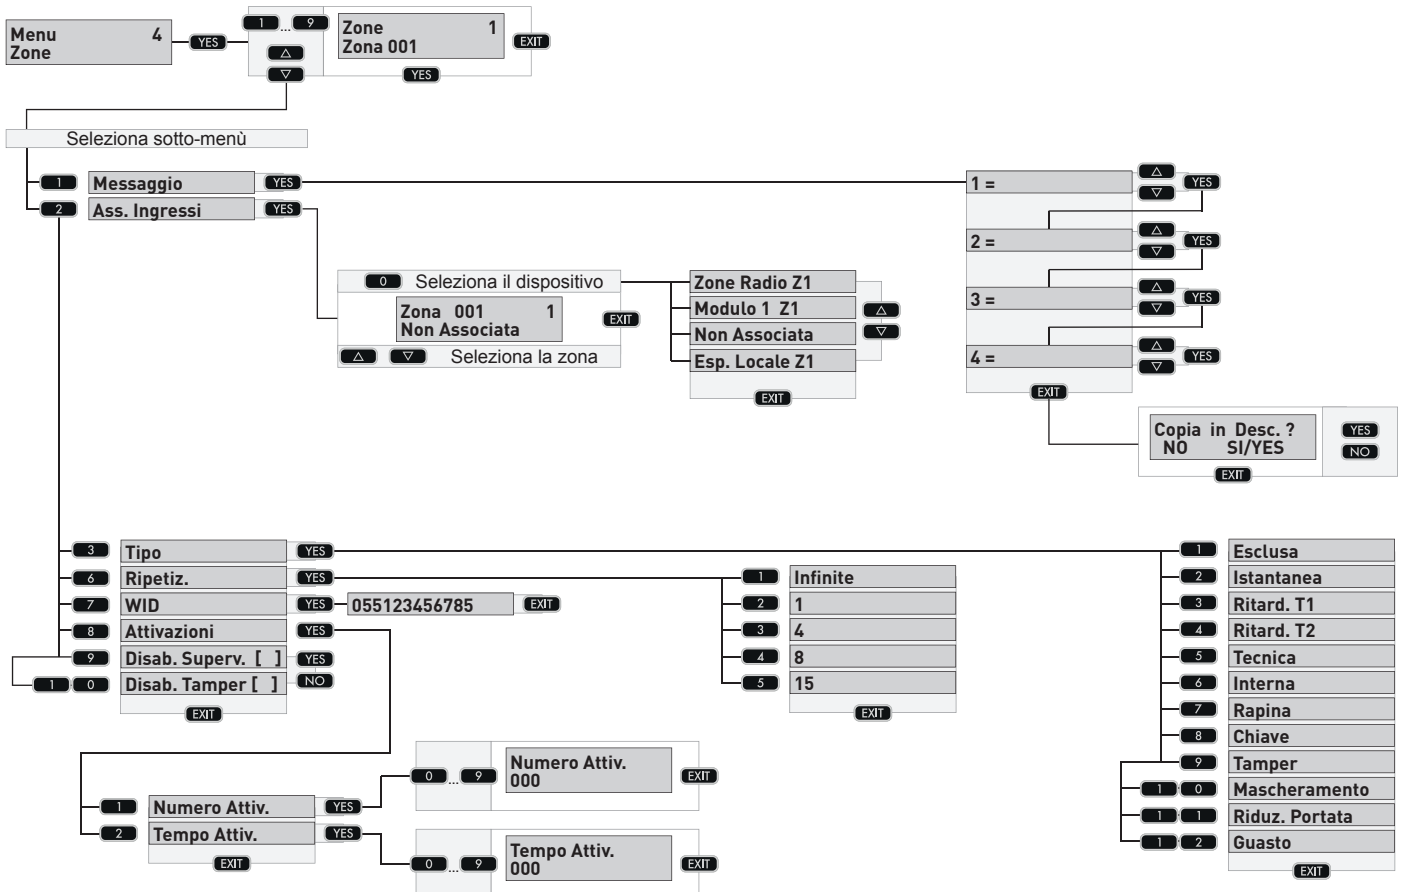 Menu 4
Zone
YES
1 ... 9
Zone 1
Zona 001
EXIT
YES
Seleziona sotto-menù
1 Messaggio YES
2 Ass. Ingressi YES
1 =
YES
2 =
YES
3 =
YES
4 =
YES
EXIT
Copia in Desc. ?
NO SI/YES
EXIT
YES
NO
0 Seleziona il dispositivo
Zona 001 1
Non Associata
EXIT
Seleziona la zona
Zone Radio Z1
Modulo 1 Z1
Non Associata
Esp. Locale Z1
EXIT
3 Tipo YES
6 Ripetiz. YES
7 WID YES 055123456785 EXIT
8 Attivazioni YES
9 Disab. Superv. [ ] YES
1 0 Disab. Tamper [ ] NO
EXIT
1 Infinite
2 1
3 4
4 8
5 15
EXIT
1 Esclusa
2 Istantanea
3 Ritard. T1
4 Ritard. T2
5 Tecnica
6 Interna
7 Rapina
8 Chiave
9 Tamper
1 0 Mascheramento
1 1 Riduz. Portata
1 2 Guasto
EXIT
1 Numero Attiv. YES
2 Tempo Attiv. YES
EXIT
0 ... 9
Numero Attiv.
000
EXIT
0 ... 9
Tempo Attiv.
000
EXIT